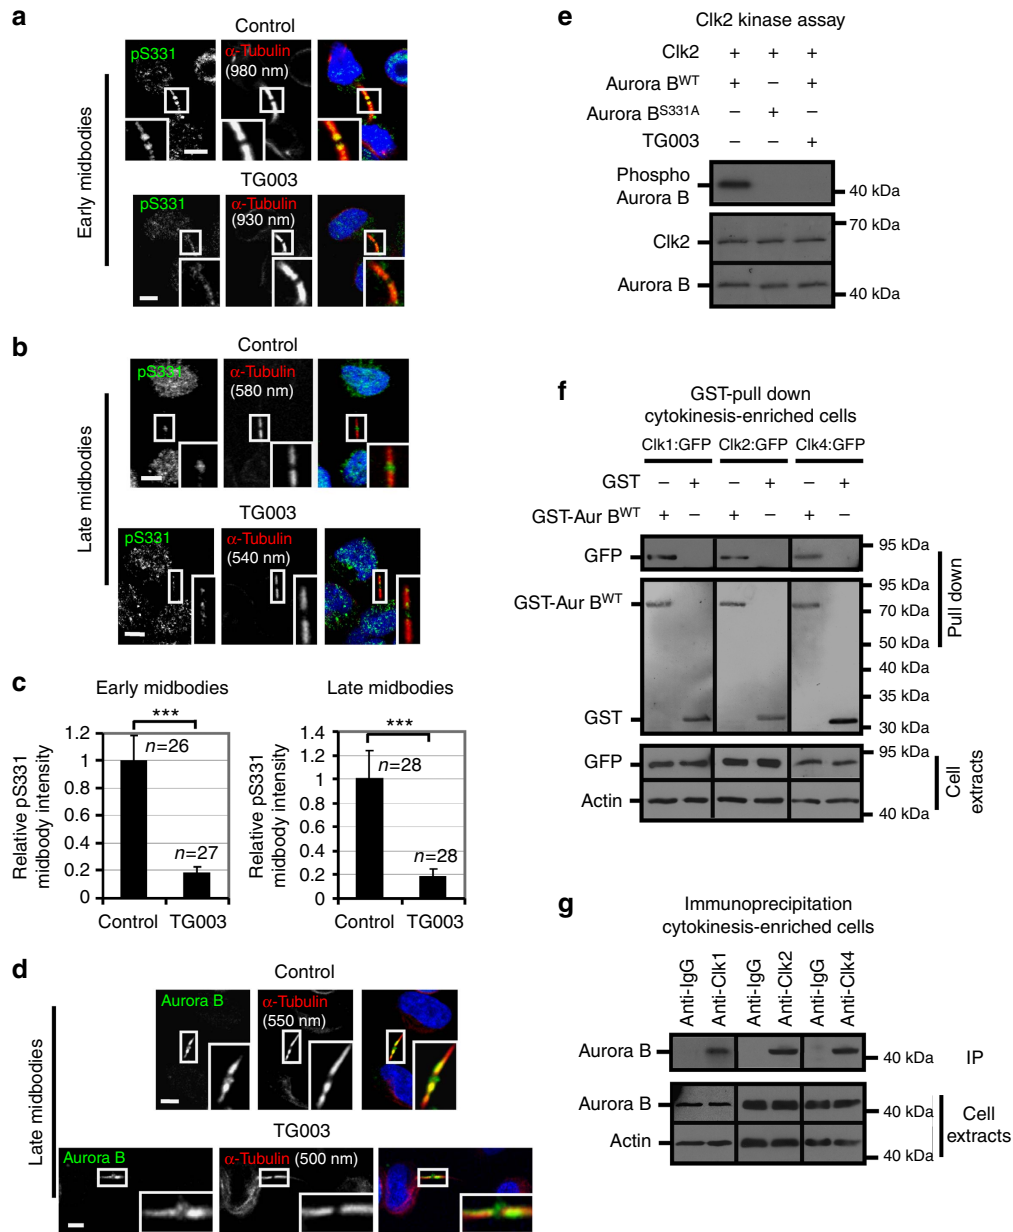 a
Control
pS331
α-Tubulin
(980 nm)
Early midbodies
TG003
pS331
α-Tubulin
(930 nm)
b
Control
pS331
α-Tubulin
(580 nm)
Late midbodies
TG003
pS331
α-Tubulin
(540 nm)
c
Early midbodies
***
Relative pS331
midbody intensity
1.2
1
0.8
0.6
0.4
0.2
0
n=26
n=27
Control TG003
Late midbodies
***
Relative pS331
midbody intensity
1.4
1.2
1
0.8
0.6
0.4
0.2
0
n=28
n=28
Control TG003
d
Control
Aurora B
α-Tubulin
(550 nm)
Late midbodies
TG003
Aurora B
α-Tubulin (500 nm)
e
Clk2 kinase assay
Clk2 + + +
Aurora B^WT + − +
Aurora B^S331A − + −
TG003 − − +
Phospho
Aurora B
40 kDa
70 kDa
Clk2
Aurora B
40 kDa
f
GST-pull down
cytokinesis-enriched cells
Clk1:GFP Clk2:GFP Clk4:GFP
GST − + − + − +
GST-Aur B^WT + − + − + −
GFP
95 kDa
95 kDa
GST-Aur B^WT
70 kDa
50 kDa
40 kDa
35 kDa
GST
30 kDa
Pull down
95 kDa
GFP
Actin
40 kDa
Cell
extracts
g
Immunoprecipitation
cytokinesis-enriched cells
Anti-IgG
Anti-Clk1
Anti-IgG
Anti-Clk2
Anti-IgG
Anti-Clk4
Aurora B
40 kDa
IP
Aurora B
40 kDa
Actin
40 kDa
Cell
extracts